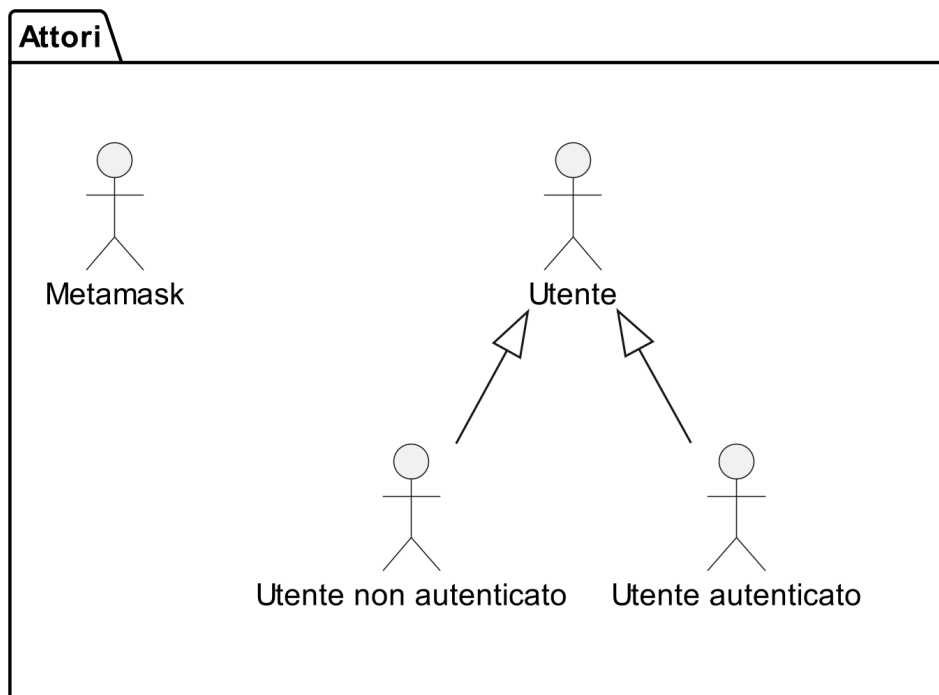 Attori
Metamask
Utente
Utente non autenticato
Utente autenticato